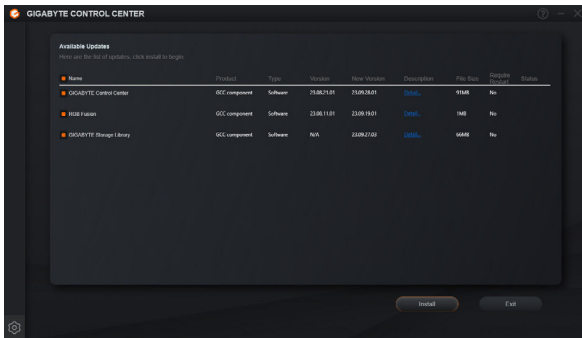 GIGABYTE CONTROL CENTER
Available Updates
Here are the list of updates, click install to begin
Name Product Type Version New Version Description File Size Require Restart Status
GIGABYTE Control Center GCC component Software 23.08.21.01 23.09.28.01 Detail... 91MB No
RGB Fusion GCC component Software 23.08.11.01 23.09.19.01 Detail... 1MB No
GIGABYTE Storage Library GCC component Software N/A 23.09.27.03 Detail... 66MB No
Install Exit